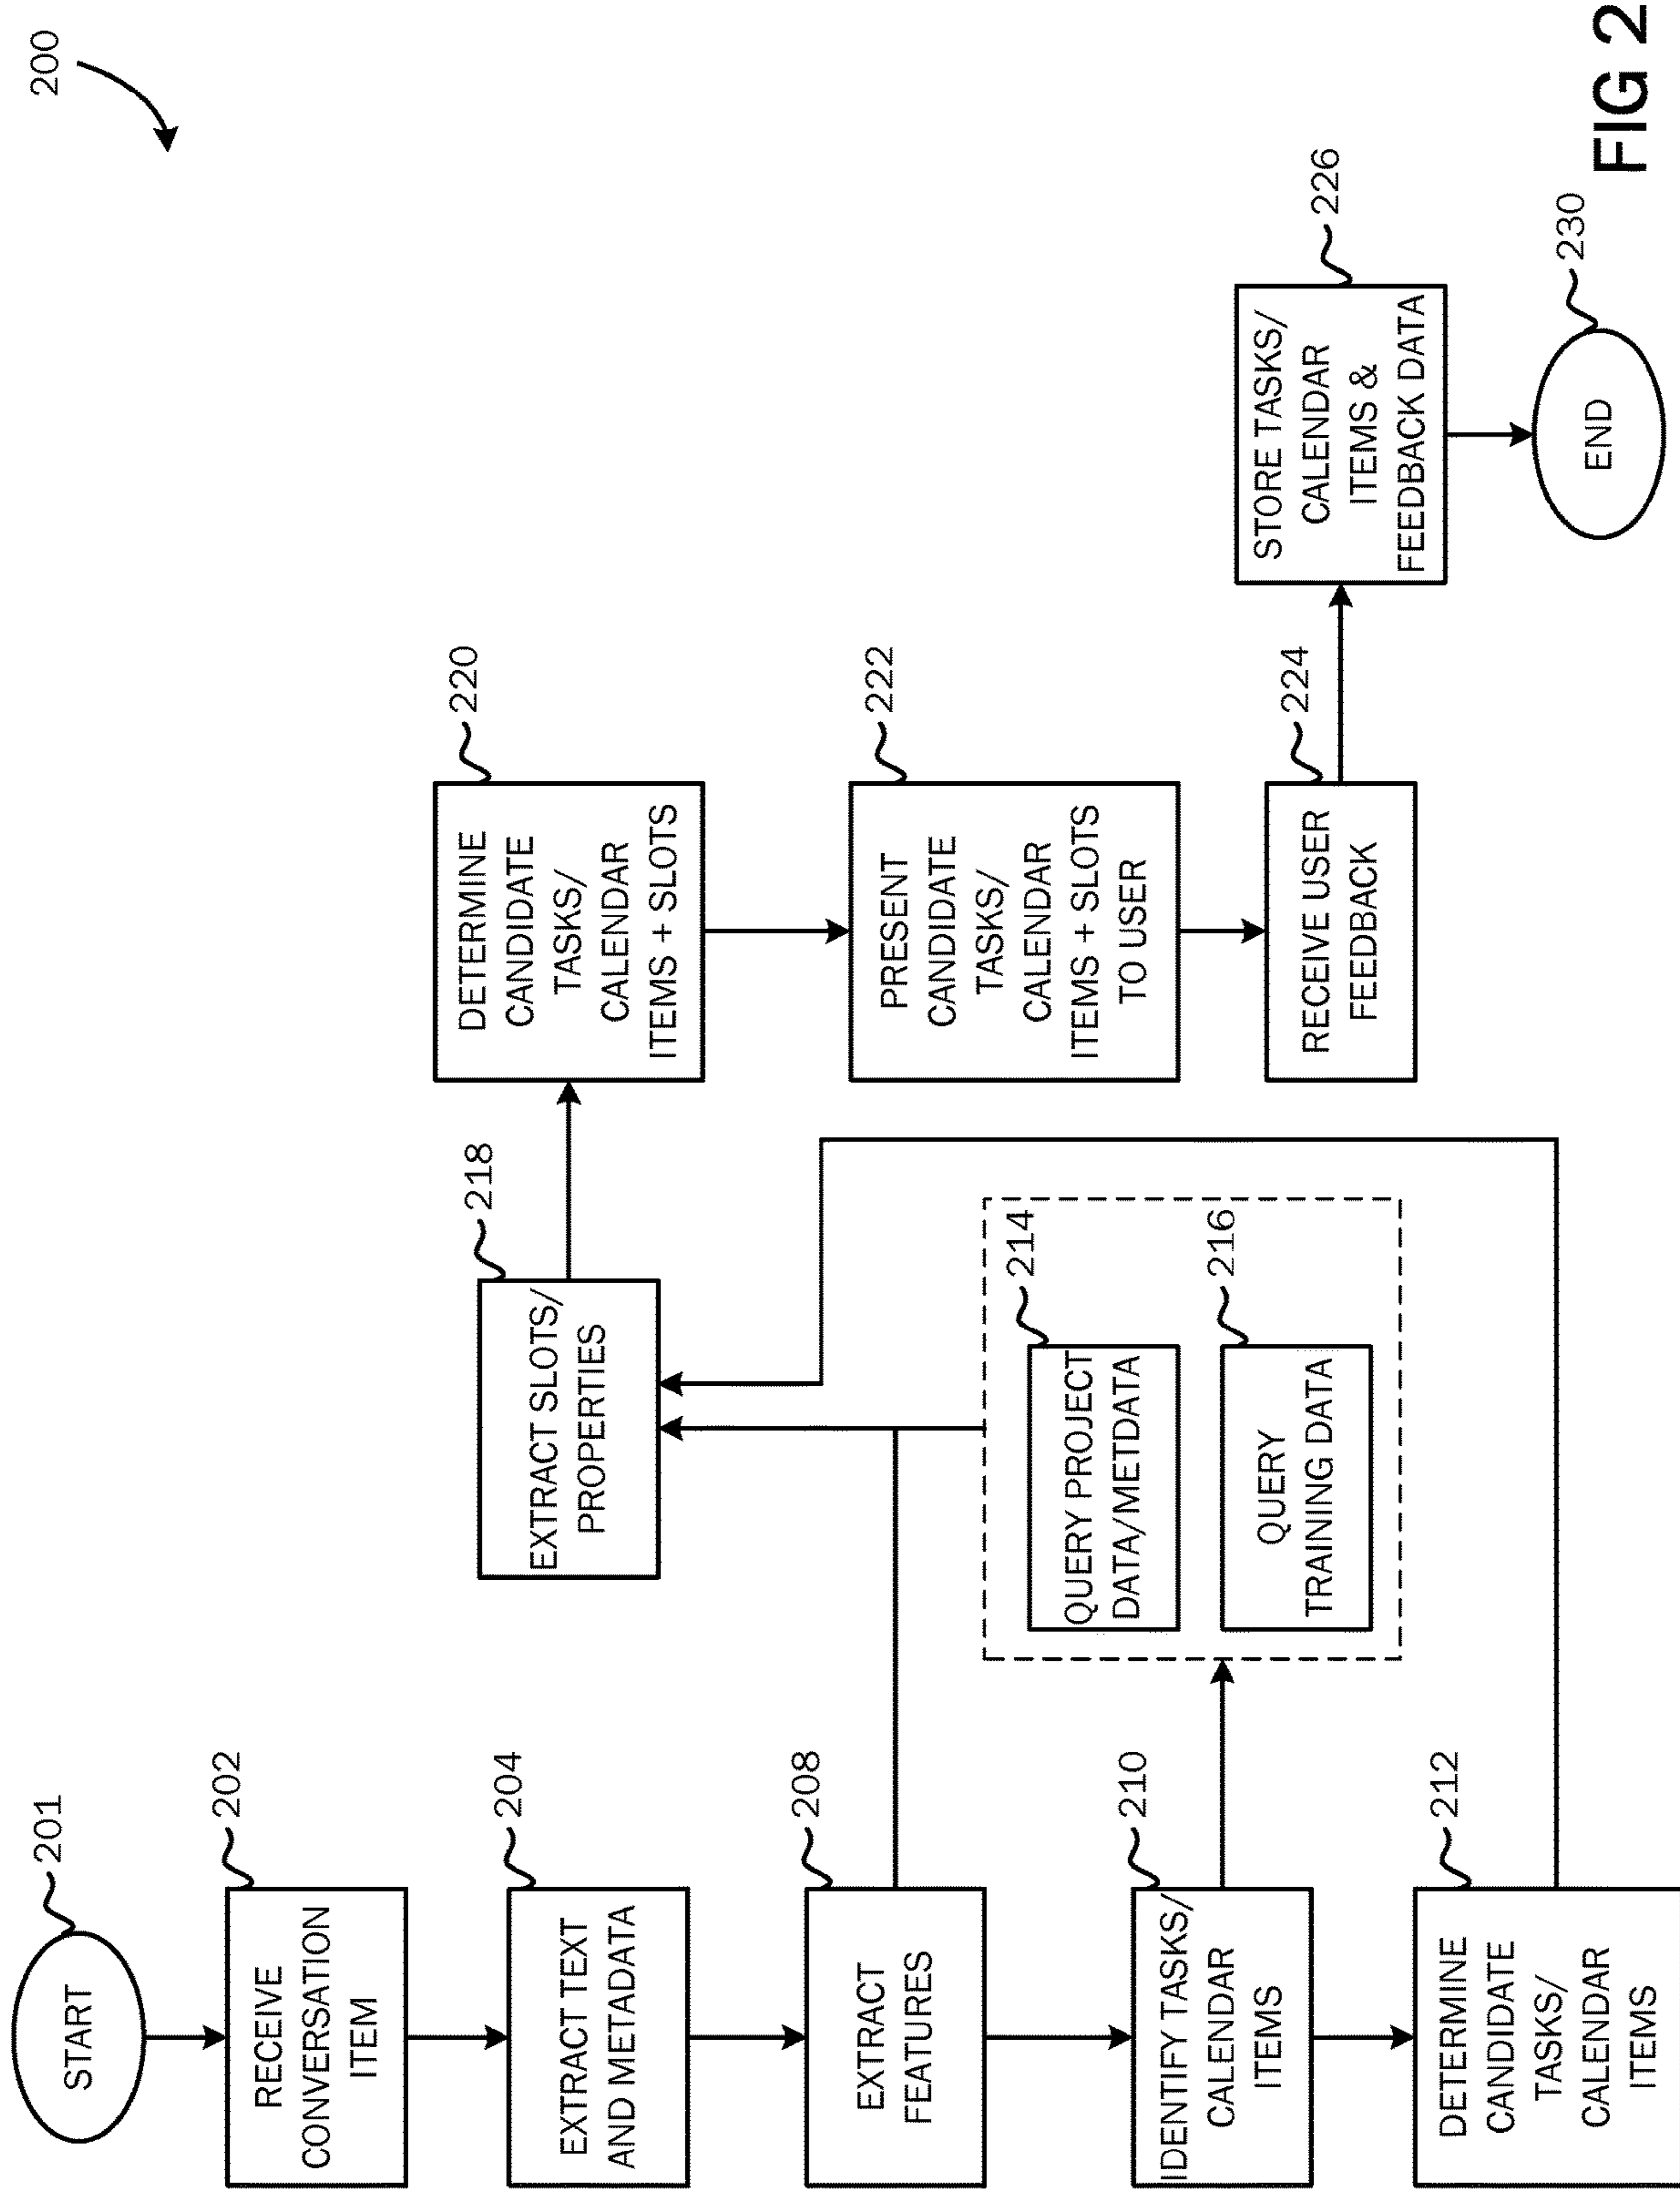 200
START
201
RECEIVE
CONVERSATION
ITEM
202
EXTRACT TEXT
AND METADATA
204
EXTRACT
FEATURES
208
IDENTIFY TASKS/
CALENDAR
ITEMS
210
DETERMINE
CANDIDATE
TASKS/
CALENDAR
ITEMS
212
QUERY PROJECT
DATA/METDATA
214
QUERY
TRAINING DATA
216
EXTRACT SLOTS/
PROPERTIES
218
DETERMINE
CANDIDATE
TASKS/
CALENDAR
ITEMS + SLOTS
220
PRESENT
CANDIDATE
TASKS/
CALENDAR
ITEMS + SLOTS
TO USER
222
RECEIVE USER
FEEDBACK
224
STORE TASKS/
CALENDAR
ITEMS &
FEEDBACK DATA
226
END
230
FIG 2